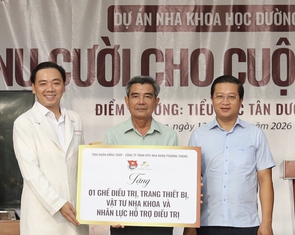 DỰ ÁN NHA KHOA HỌC ĐƯỜNG
NỤ CƯỜI CHO CUỘ
ĐIỂM TRƯỜNG: TIỂU HỌC TÂN DƯ
2026
Tặng
01 GHẾ ĐIỀU TRỊ, TRANG THIẾT BỊ,
VẬT TƯ NHA KHOA VÀ
NHÂN LỰC HỖ TRỢ ĐIỀU TRỊ